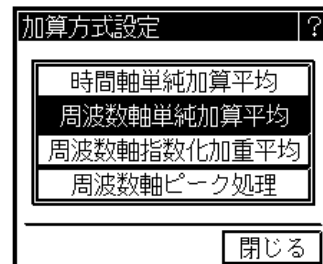 加算方式設定 ?
時間軸単純加算平均
周波数軸単純加算平均
周波数軸指数化加重平均
周波数軸ピーク処理
閉じる